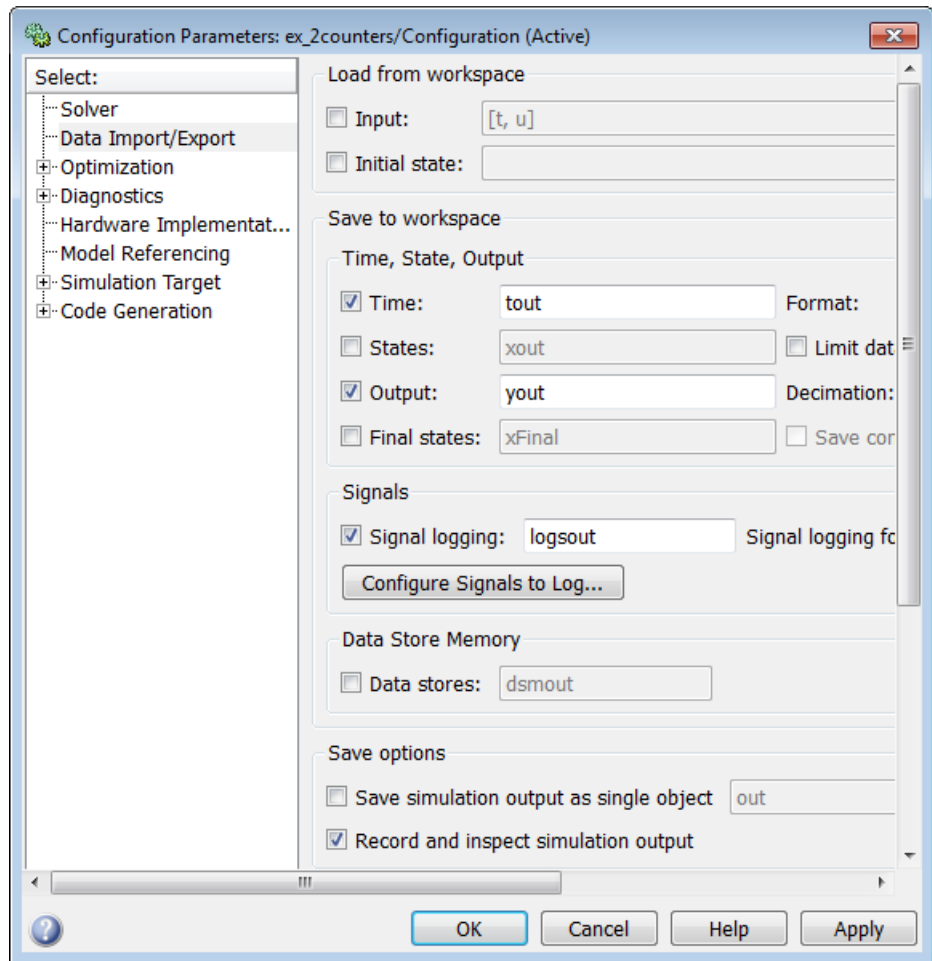 Configuration Parameters: ex_2counters/Configuration (Active)
Select:
Solver
Data Import/Export
Optimization
Diagnostics
Hardware Implementat...
Model Referencing
Simulation Target
Code Generation
Load from workspace
Input: [t, u]
Initial state:
Save to workspace
Time, State, Output
Time: tout Format:
States: xout Limit dat
Output: yout Decimation:
Final states: xFinal Save cor
Signals
Signal logging: logsout Signal logging fo
Configure Signals to Log...
Data Store Memory
Data stores: dsmout
Save options
Save simulation output as single object out
Record and inspect simulation output
OK Cancel Help Apply